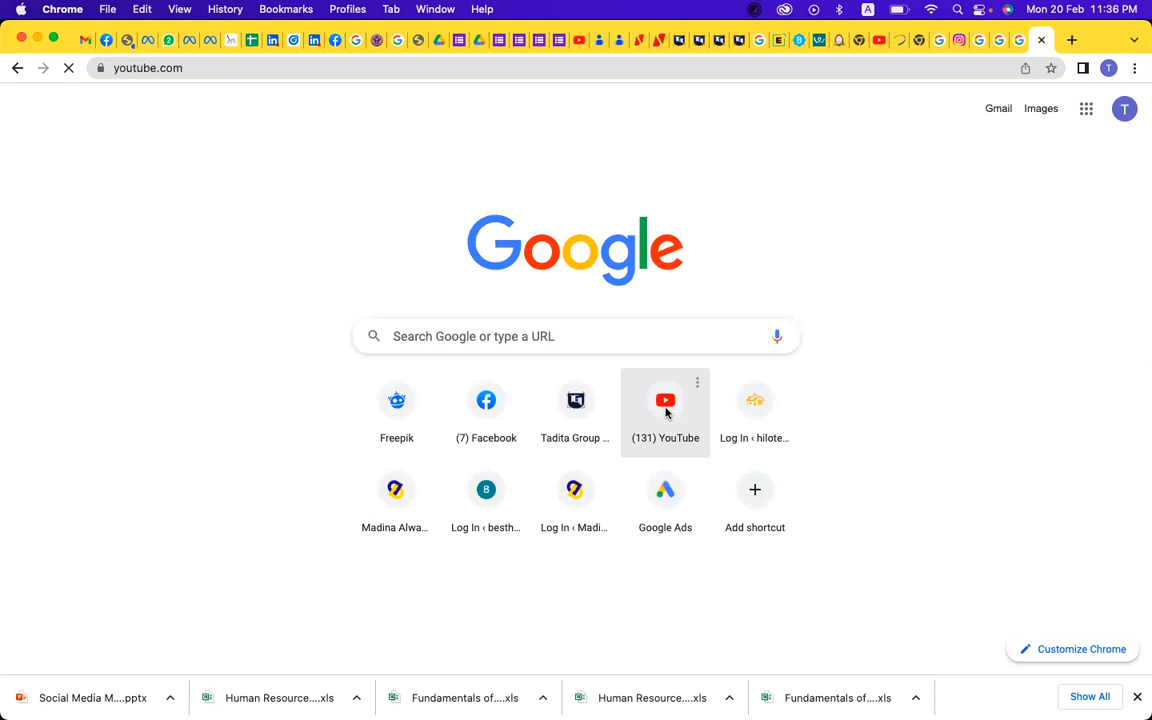 Chrome File Edit View History Bookmarks Profiles Tab Window Help A Mon 20 Feb 11:36 PM
youtube.com T
Gmail Images T
Google
Search Google or type a URL
Freepik (7) Facebook Tadita Group ... (131) YouTube Log In ‹ hilote...
B
Madina Alwa... Log In ‹ besth... Log In ‹ Madi... Google Ads Add shortcut
Customize Chrome
Social Media M....pptx Human Resource....xls Fundamentals of....xls Human Resource....xls Fundamentals of....xls Show All